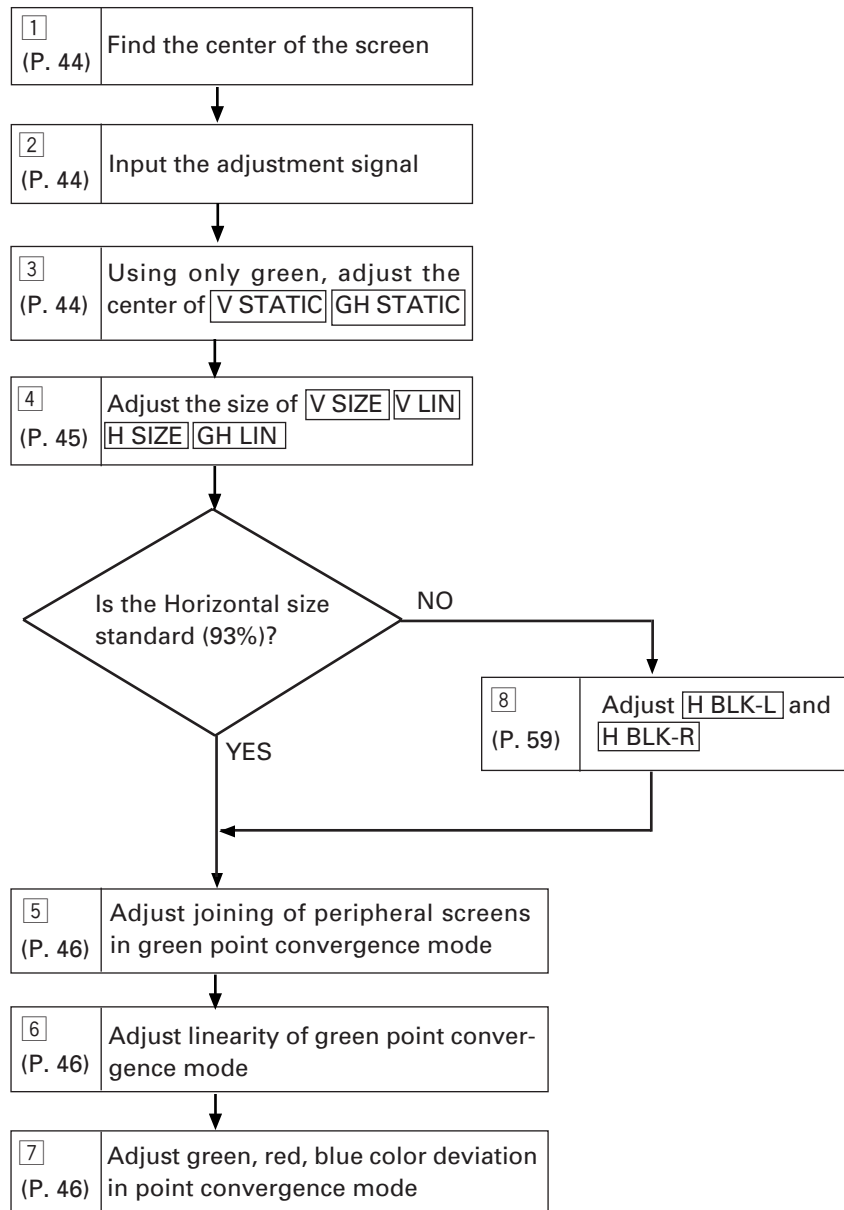 1
(P. 44)
Find the center of the screen
2
(P. 44)
Input the adjustment signal
3
(P. 44)
Using only green, adjust the
center of V STATIC GH STATIC
4
(P. 45)
Adjust the size of V SIZE V LIN
H SIZE GH LIN
Is the Horizontal size
standard (93%)?
NO
8
(P. 59)
Adjust H BLK-L and
H BLK-R
YES
5
(P. 46)
Adjust joining of peripheral screens
in green point convergence mode
6
(P. 46)
Adjust linearity of green point conver-
gence mode
7
(P. 46)
Adjust green, red, blue color deviation
in point convergence mode